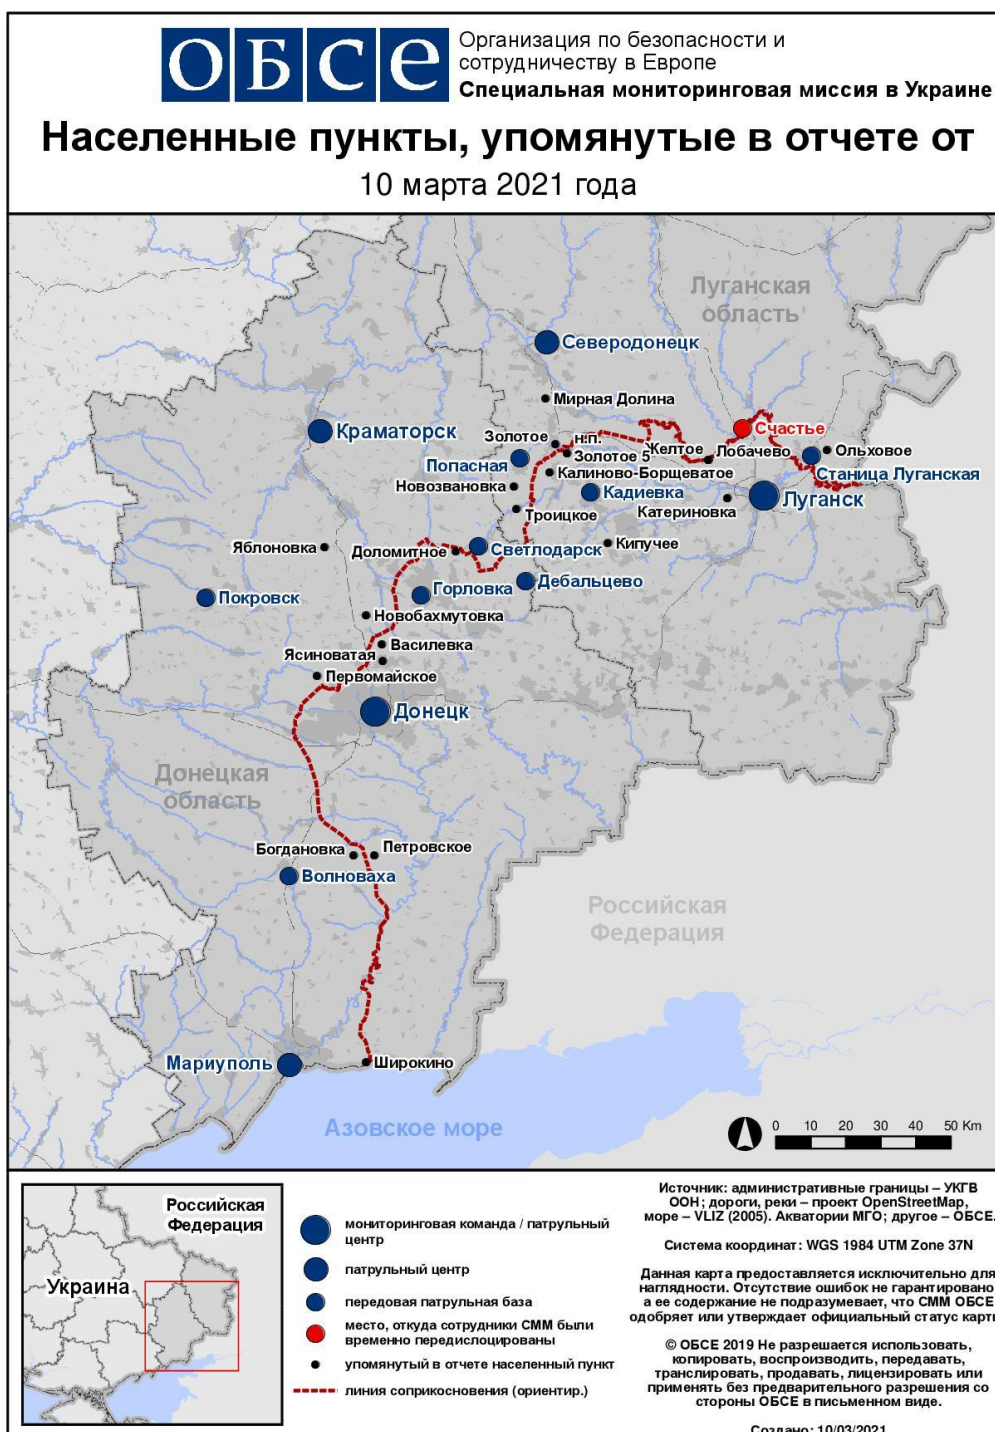 ОБСЕ
Организация по безопасности и
сотрудничеству в Европе
Специальная мониторинговая миссия в Украине
Населенные пункты, упомянутые в отчете от
10 марта 2021 года
Луганская
область
Северодонецк
Мирная Долина
Краматорск
Счастье
Золотое
н.п.
Золотое 5
Желтое
Лобачево
Ольховое
Попасная
Калиново-Борщеватое
Станица Луганская
Новозвановка
Кадиевка
Луганск
Катериновка
Троицкое
Яблоновка
Доломитное
Светлодарск
Кипучее
Дебальцево
Горловка
Покровск
Новобахмутовка
Василевка
Ясиноватая
Первомайское
Донецк
Донецкая
область
Богдановка
Петровское
Волноваха
Российская
Федерация
Мариуполь
Широкино
Азовское море
0 10 20 30 40 50 Km
Российская
Федерация
Украина
мониторинговая команда / патрульный
центр
патрульный центр
передовая патрульная база
место, откуда сотрудники СММ были
временно передислоцированы
упомянутый в отчете населенный пункт
линия соприкосновения (ориентир.)
Источник: административные границы – УКГВ
ООН; дороги, реки – проект OpenStreetMap,
море – VLIZ (2005). Акватории МГО; другое – ОБСЕ.
Система координат: WGS 1984 UTM Zone 37N
Данная карта предоставляется исключительно для
наглядности. Отсутствие ошибок не гарантировано,
а ее содержание не подразумевает, что СММ ОБСЕ
одобряет или утверждает официальный статус карты
© ОБСЕ 2019 Не разрешается использовать,
копировать, воспроизводить, передавать,
транслировать, продавать, лицензировать или
применять без предварительного разрешения со
стороны ОБСЕ в письменном виде.
Создано: 10/03/2021